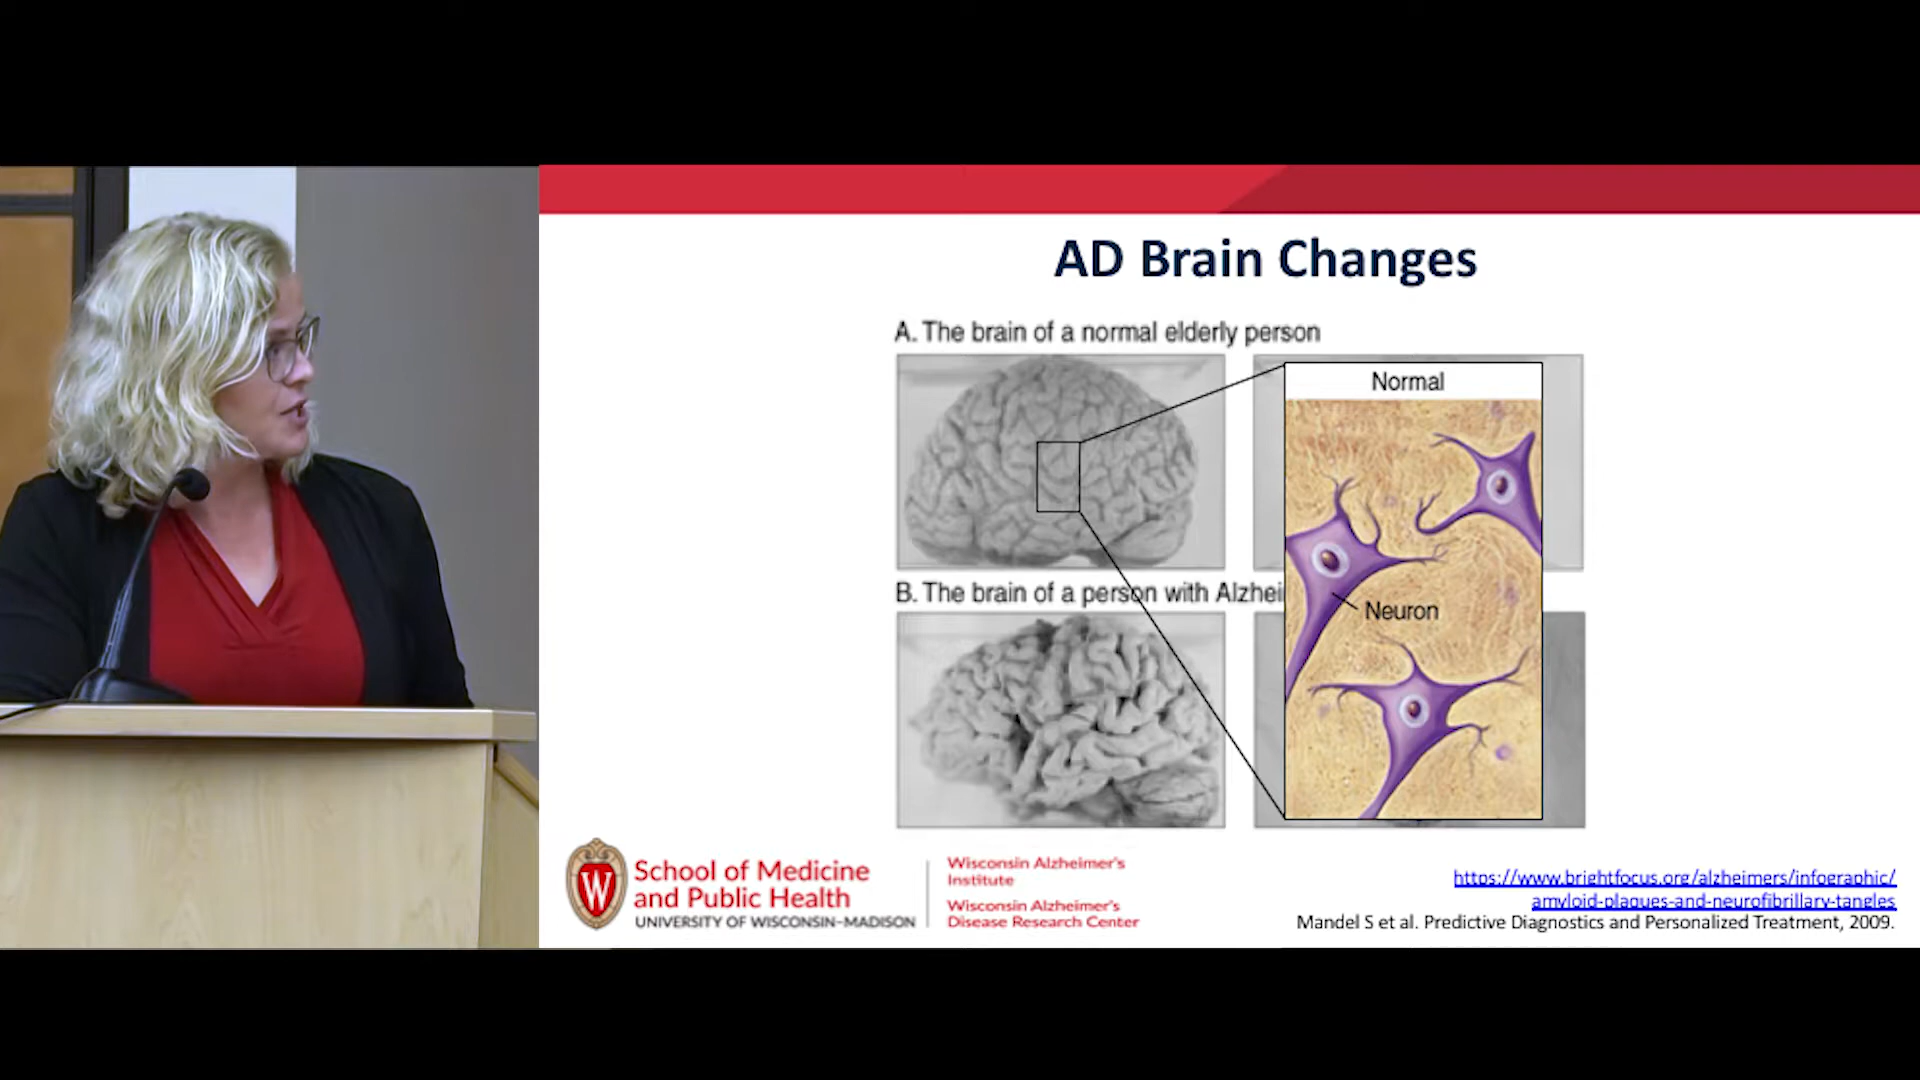 AD Brain Changes
A. The brain of a normal elderly person
Normal
Neuron
B. The brain of a person with Alzhei
W
School of Medicine
and Public Health
UNIVERSITY OF WISCONSIN–MADISON
Wisconsin Alzheimer's
Institute
Wisconsin Alzheimer's
Disease Research Center
https://www.brightfocus.org/alzheimers/infographic/
amyloid-plaques-and-neurofibrillary-tangles
Mandel S et al. Predictive Diagnostics and Personalized Treatment, 2009.